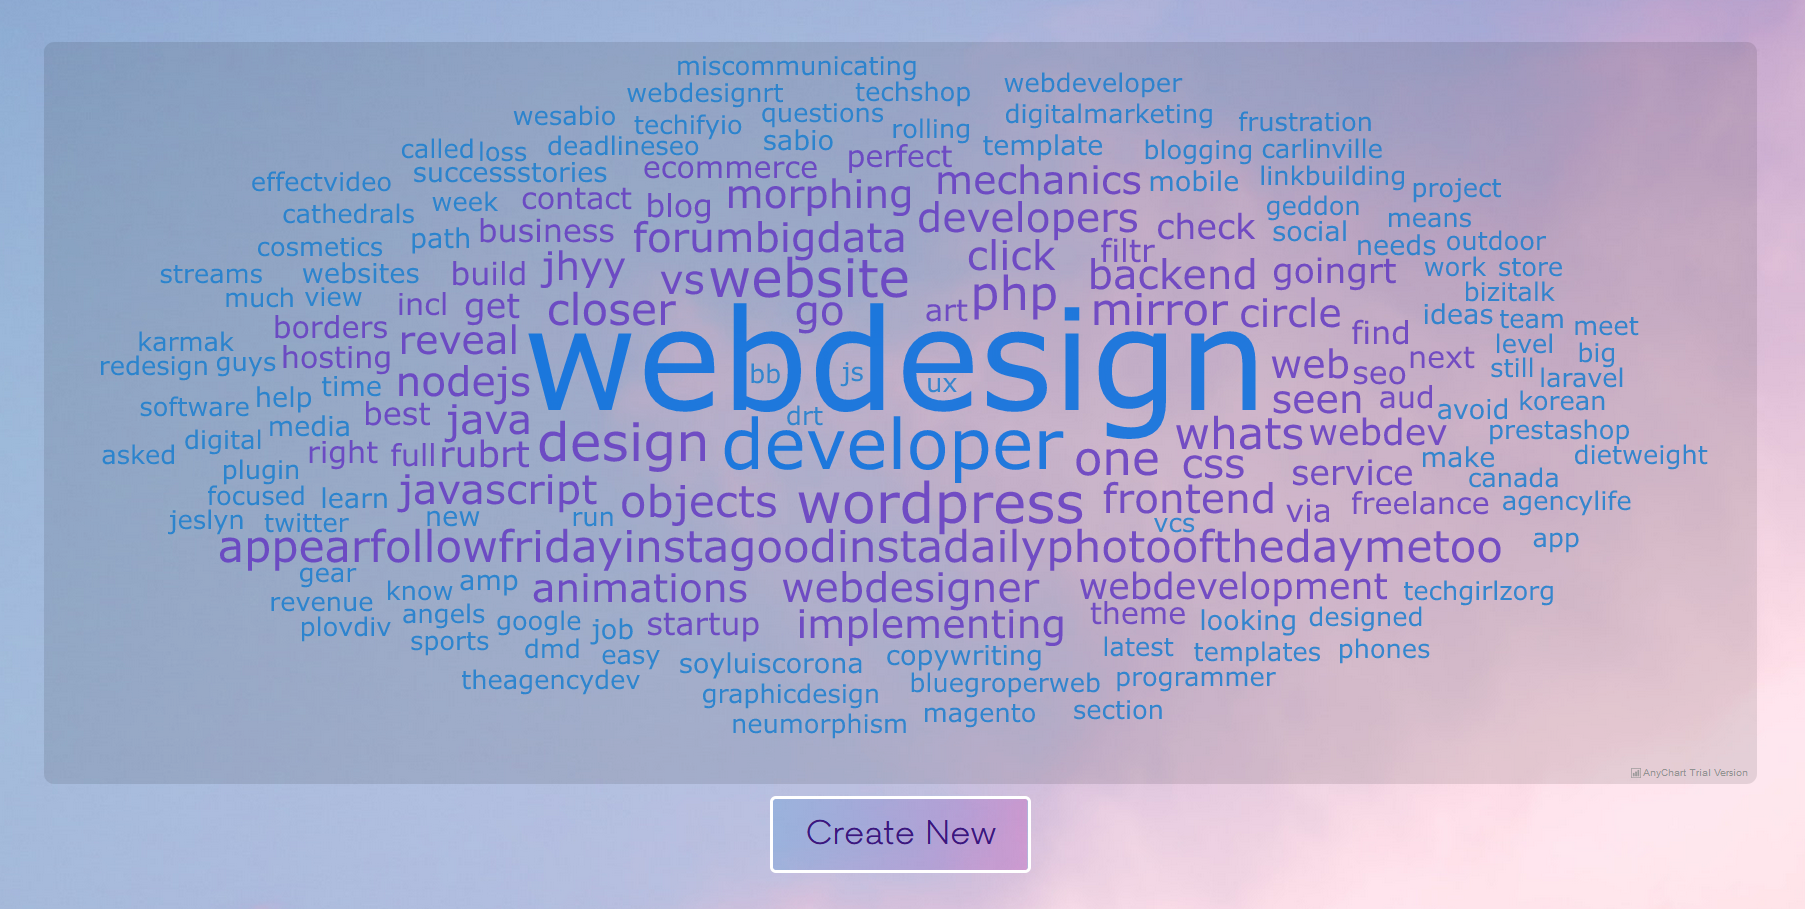 miscommunicating
webdesignrt techshop webdeveloper
wesabio techifyio questions rolling digitalmarketing frustration
called loss deadlineseo sabio template blogging carlinville
effectvideo successstories ecommerce perfect mechanics mobile linkbuilding project
cathedrals week contact blog morphing developers check geddon means
cosmetics path business forumbigdata click filtr social needs outdoor
streams websites build jhyy vs website backend goingrt work store
much view incl get closer go art php mirror circle ideas bizitalk
karmak borders reveal webdesign find team meet
redesign guys hosting nodejs bb js ux web seo next level big still laravel
software help time best java drt seen aud avoid korean
asked digital media right full rubrt design developer whats webdev prestashop
plugin one css service make dietweight
focused learn javascript objects wordpress frontend via freelance canada agencylife
jeslyn twitter new run vcs
appearfollowfridayinstagoodinstadailyphotoofthedaymetoo app
gear know amp animations webdesigner webdevelopment techgirlzorg
revenue angels google job startup implementing theme looking designed
plovdiv sports dmd easy soyluiscorona copywriting latest templates phones
theagencydev graphicdesign bluegroperweb programmer
neumorphism magento section
AnyChart Trial Version
Create New